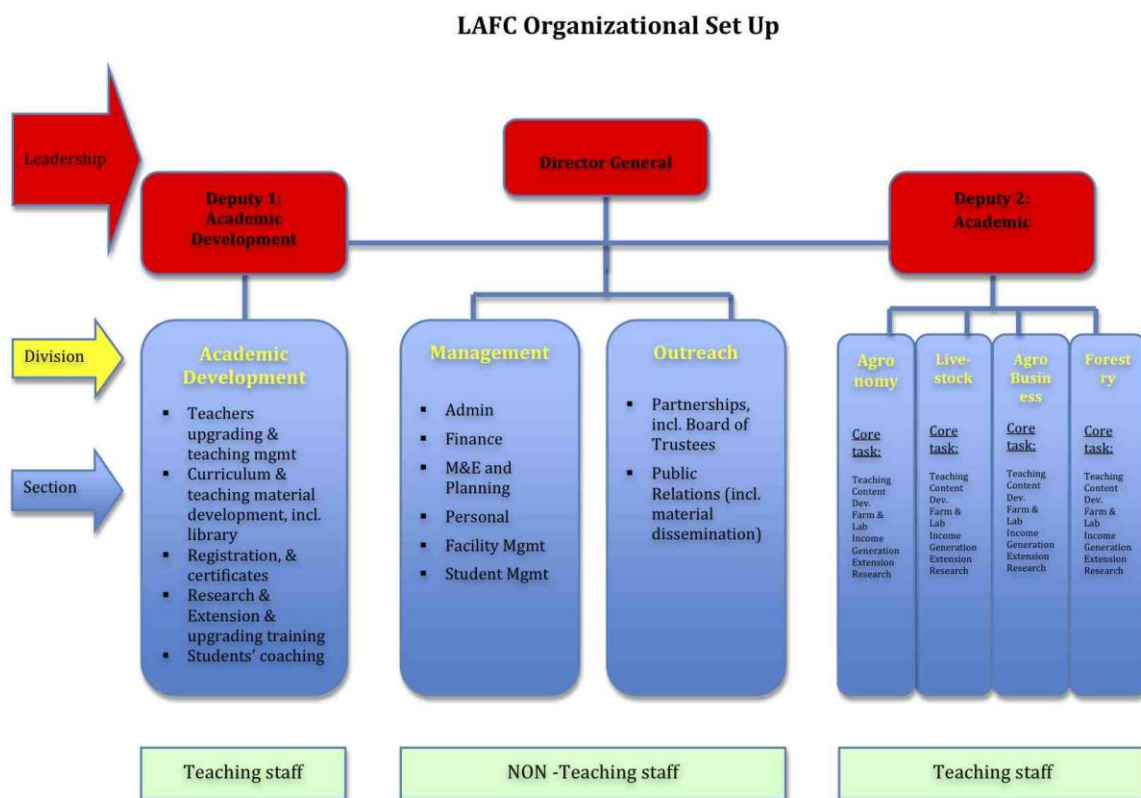 LAFC Organizational Set Up
Leadership
Director General
Deputy 1:
Academic
Development
Deputy 2:
Academic
Division
Section
Academic
Development
▪ Teachers
upgrading &
teaching mgmt
▪ Curriculum &
teaching material
development, incl.
library
▪ Registration, &
certificates
▪ Research &
Extension &
upgrading training
▪ Students’ coaching
Management
▪ Admin
▪ Finance
▪ M&E and
Planning
▪ Personal
▪ Facility Mgmt
▪ Student Mgmt
Outreach
▪ Partnerships,
incl. Board of
Trustees
▪ Public
Relations (incl.
material
dissemination)
Agro
nomy
Core
task:
Teaching
Content
Dev.
Farm &
Lab
Income
Generation
Extension
Research
Live-
stock
Core
task:
Teaching
Content
Dev.
Farm &
Lab
Income
Generation
Extension
Research
Agro
Busin
ess
Core
task:
Teaching
Content
Dev.
Farm &
Lab
Income
Generation
Extension
Research
Forest
ry
Core
task:
Teaching
Content
Dev.
Farm &
Lab
Income
Generation
Extension
Research
Teaching staff
NON -Teaching staff
Teaching staff